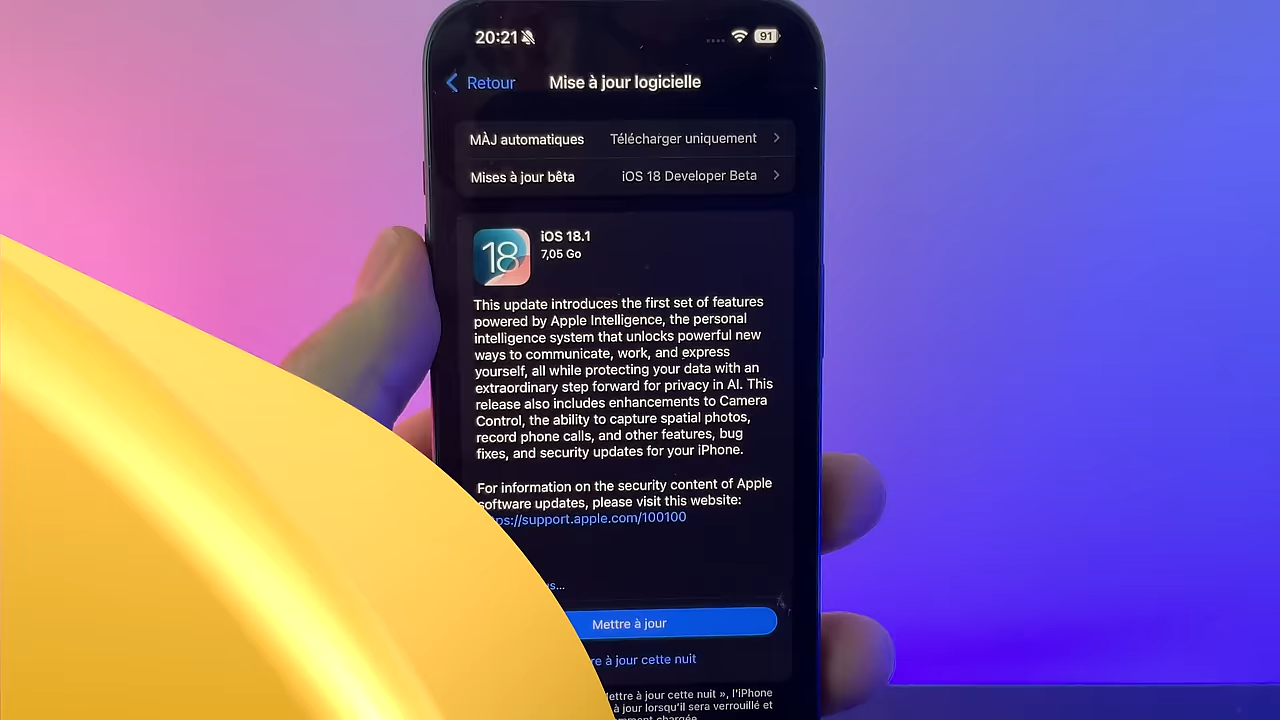 20:21
91
Retour
Mise à jour logicielle
MÀJ automatiques Télécharger uniquement
Mises à jour bêta iOS 18 Developer Beta
18
iOS 18.1
7,05 Go
This update introduces the first set of features
powered by Apple Intelligence, the personal
intelligence system that unlocks powerful new
ways to communicate, work, and express
yourself, all while protecting your data with an
extraordinary step forward for privacy in AI. This
release also includes enhancements to Camera
Control, the ability to capture spatial photos,
record phone calls, and other features, bug
fixes, and security updates for your iPhone.
For information on the security content of Apple
software updates, please visit this website:
ps://support.apple.com/100100
Mettre à jour
à jour cette nuit
à jour cette nuit », l'iPhone
à jour lorsqu'il sera verrouillé et
chargée